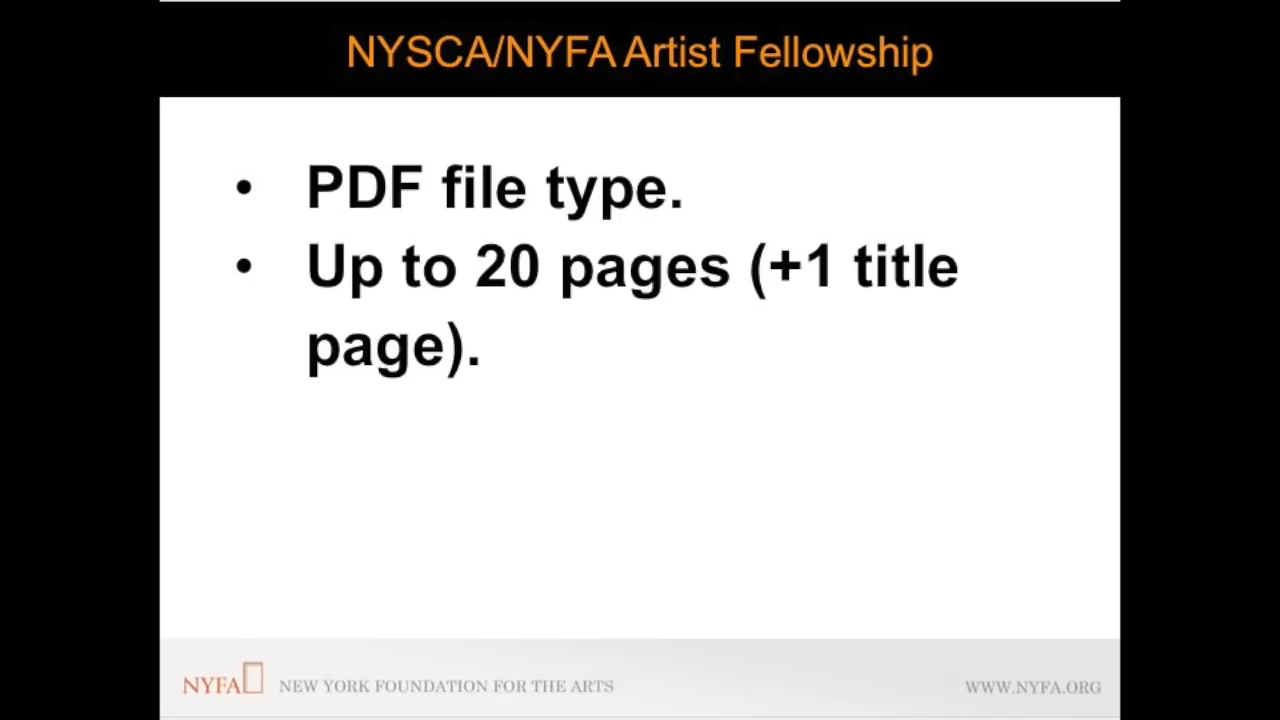 NYSCA/NYFA Artist Fellowship
• PDF file type.
• Up to 20 pages (+1 title
page).
NYFA NEW YORK FOUNDATION FOR THE ARTS
WWW.NYFA.ORG